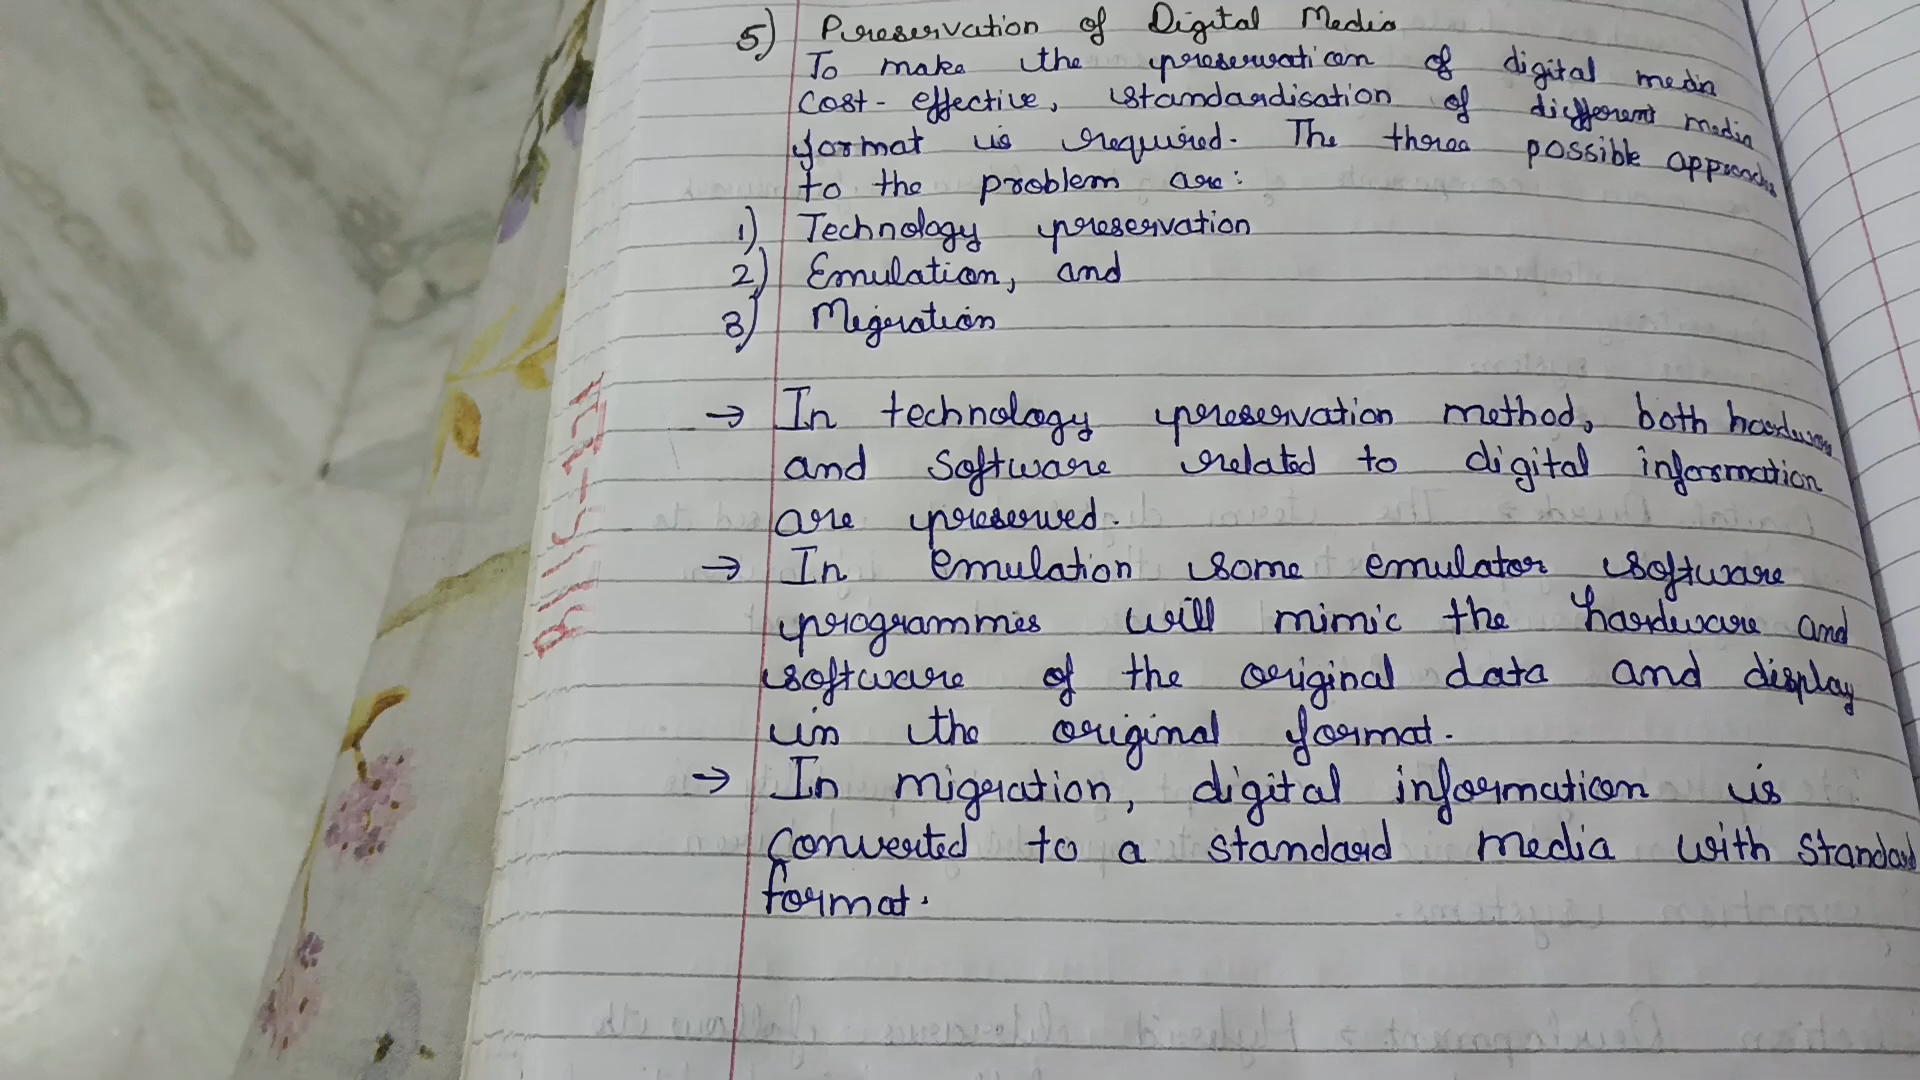 5) Preservation of Digital Media
To make the preservation of digital media
cost-effective, standardisation of different media
format is required. The three possible approachs
to the problem are:
1) Technology preservation
2) Emulation, and
3) Migration
→ In technology preservation method, both hardware
and software related to digital information
are preserved.
→ In emulation some emulator software
programmes will mimic the hardware and
software of the original data and display
in the original format.
→ In migration, digital information is
converted to a standard media with standard
format.